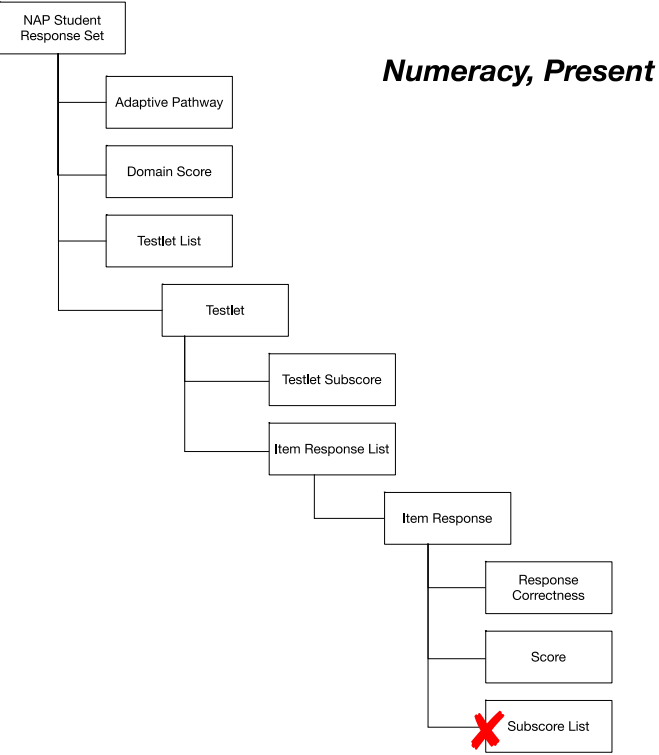 NAP Student
Response Set
Numeracy, Present
Adaptive Pathway
Domain Score
Testlet List
Testlet
Testlet Subscore
Item Response List
Item Response
Response
Correctness
Score
Subscore List